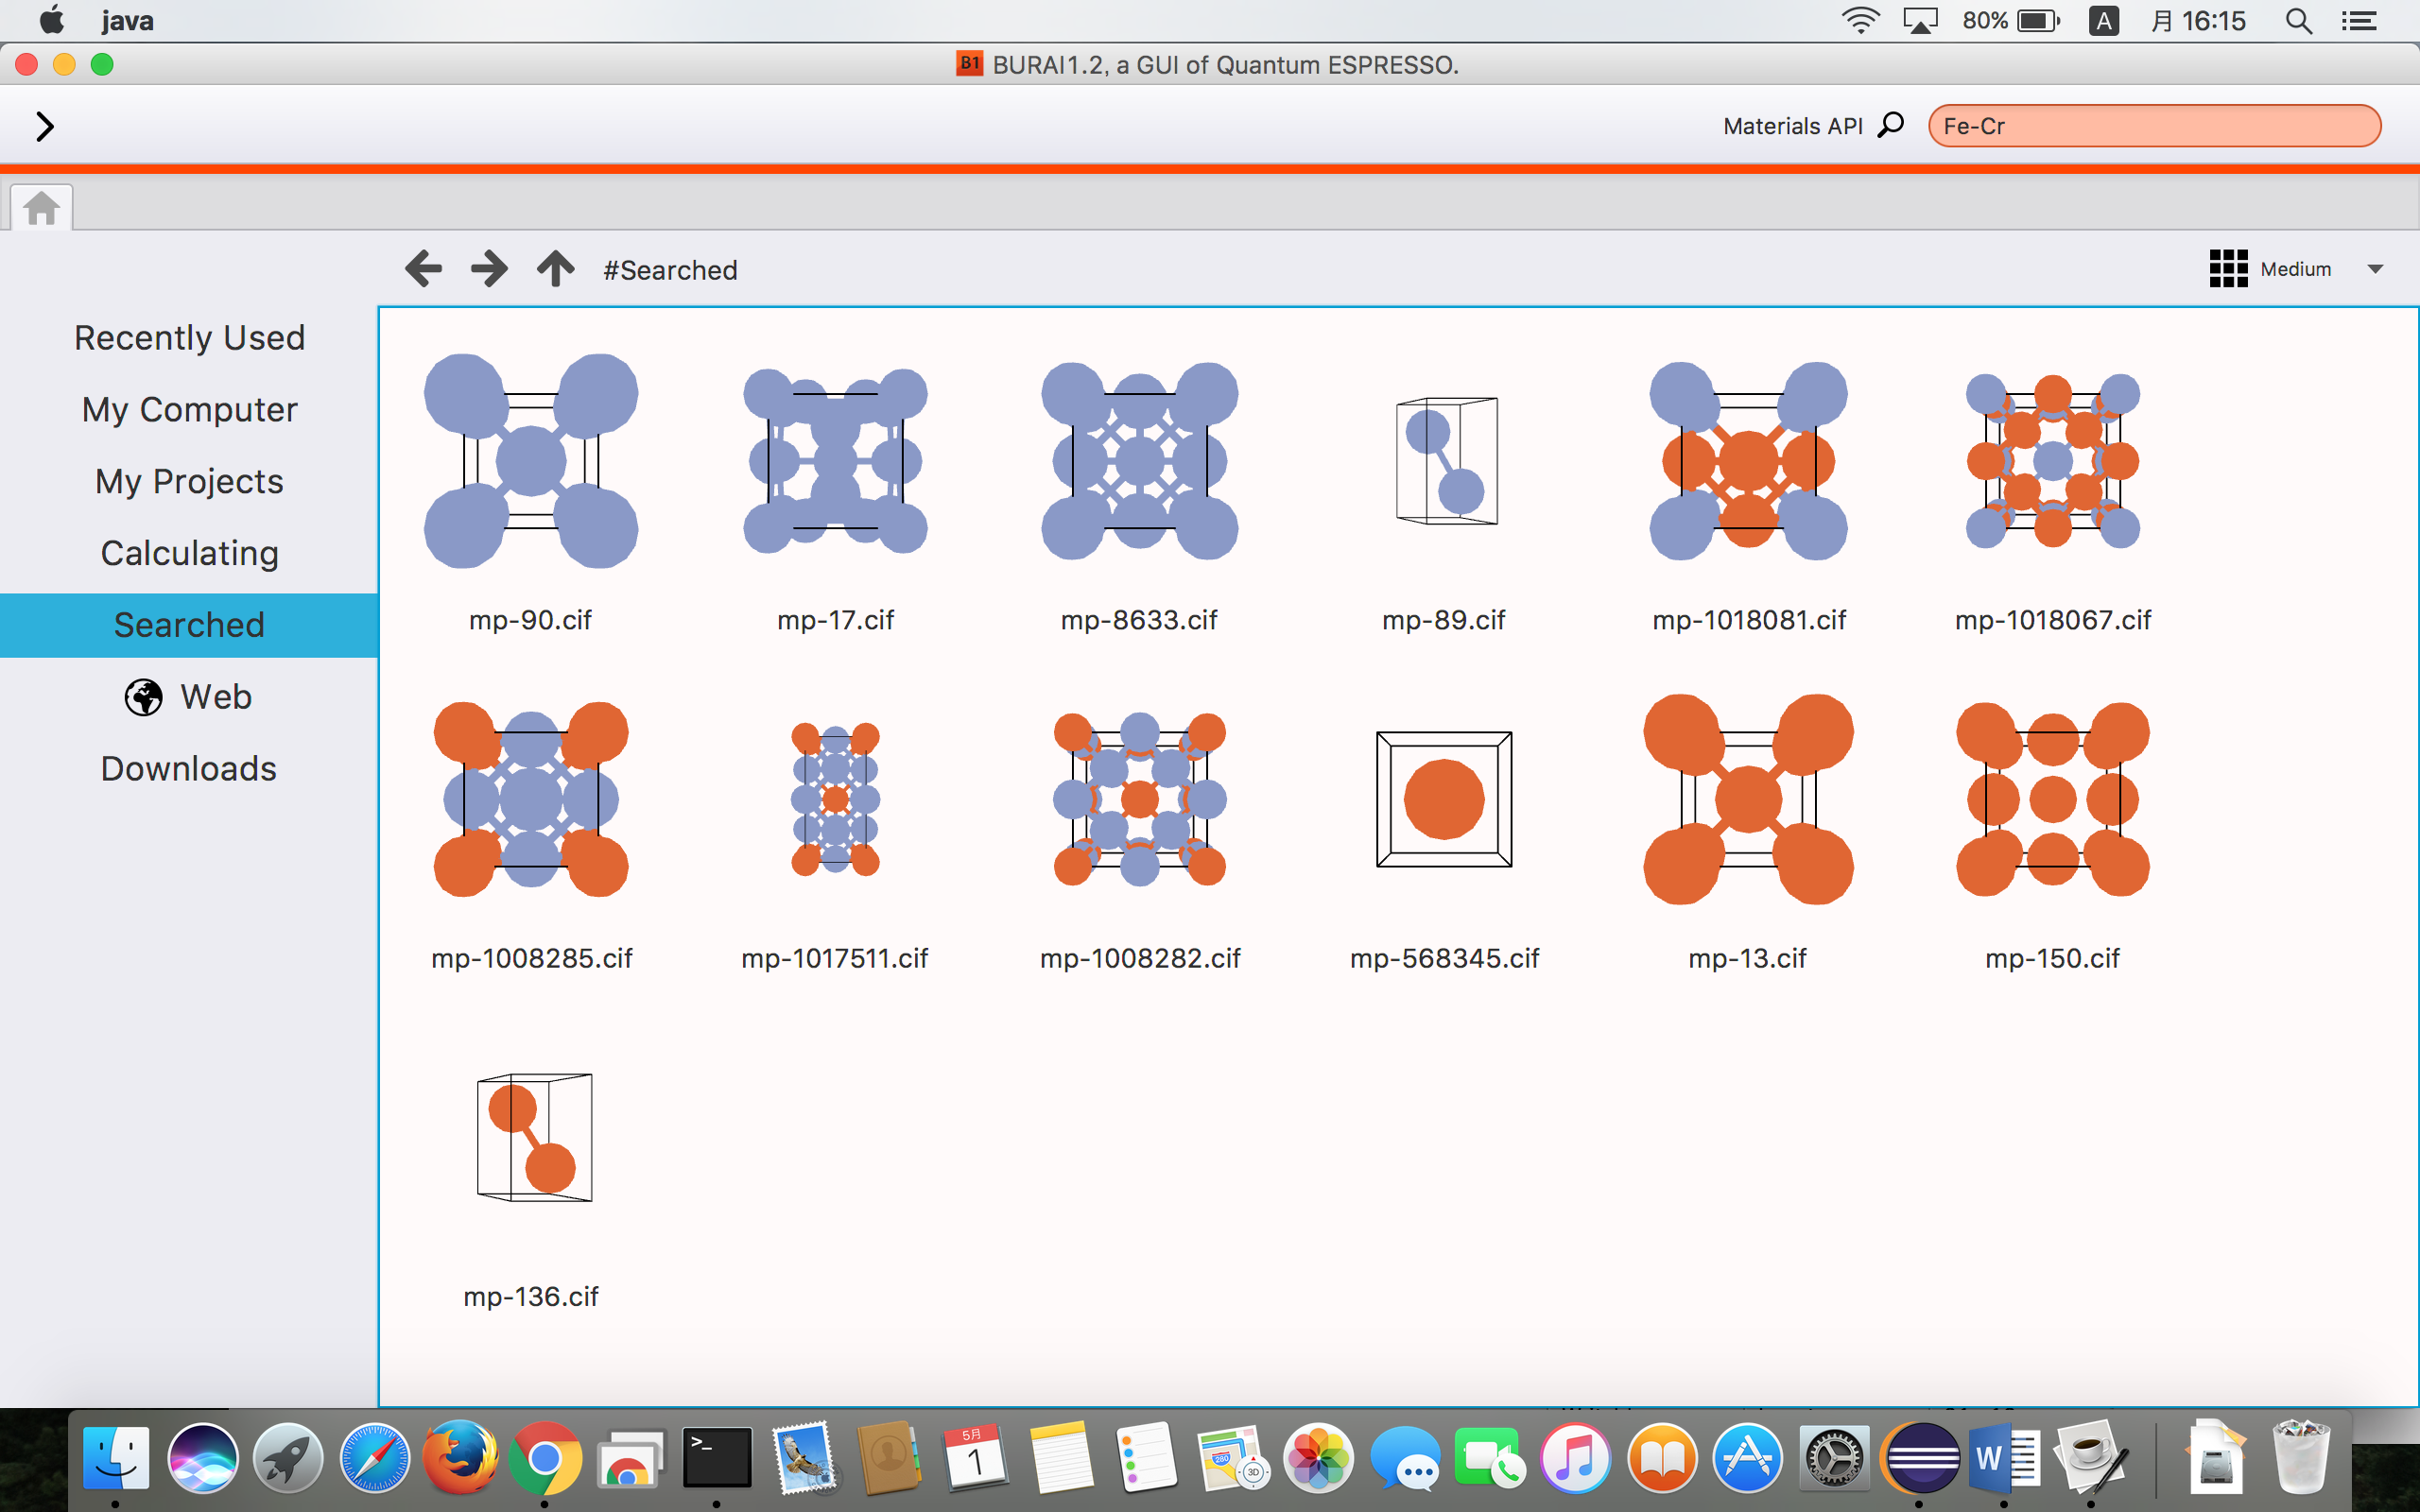 java
80%
A
月 16:15
B1 BURAI1.2, a GUI of Quantum ESPRESSO.
Materials API
Fe-Cr
#Searched
Medium
Recently Used
My Computer
My Projects
Calculating
Searched
Web
Downloads
mp-90.cif
mp-17.cif
mp-8633.cif
mp-89.cif
mp-1018081.cif
mp-1018067.cif
mp-1008285.cif
mp-1017511.cif
mp-1008282.cif
mp-568345.cif
mp-13.cif
mp-150.cif
mp-136.cif
>_
5月
1
280
3D
W